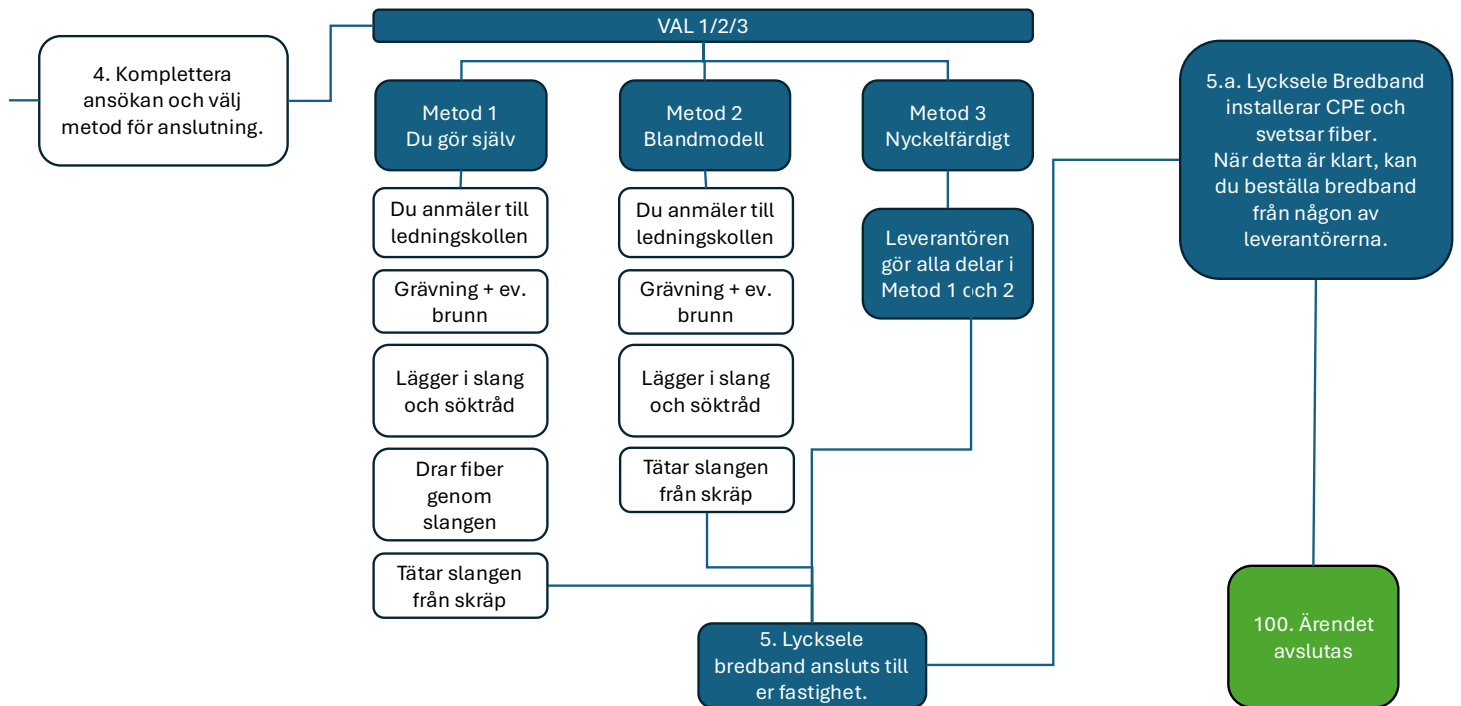 4. Komplettera
ansökan och välj
metod för anslutning.
VAL 1/2/3
Metod 1
Du gör själv
Du anmäler till
ledningskollen
Grävning + ev.
brunn
Lägger i slang
och söktråd
Drar fiber
genom
slangen
Tätar slangen
från skräp
Metod 2
Blandmodell
Du anmäler till
ledningskollen
Grävning + ev.
brunn
Lägger i slang
och söktråd
Tätar slangen
från skräp
Metod 3
Nyckelfärdigt
Leverantören
gör alla delar i
Metod 1 och 2
5. Lycksele
bredband ansluts till
er fastighet.
5.a. Lycksele Bredband
installerar CPE och
svetsar fiber.
När detta är klart, kan
du beställa bredband
från någon av
leverantörerna.
100. Ärendet
avslutas